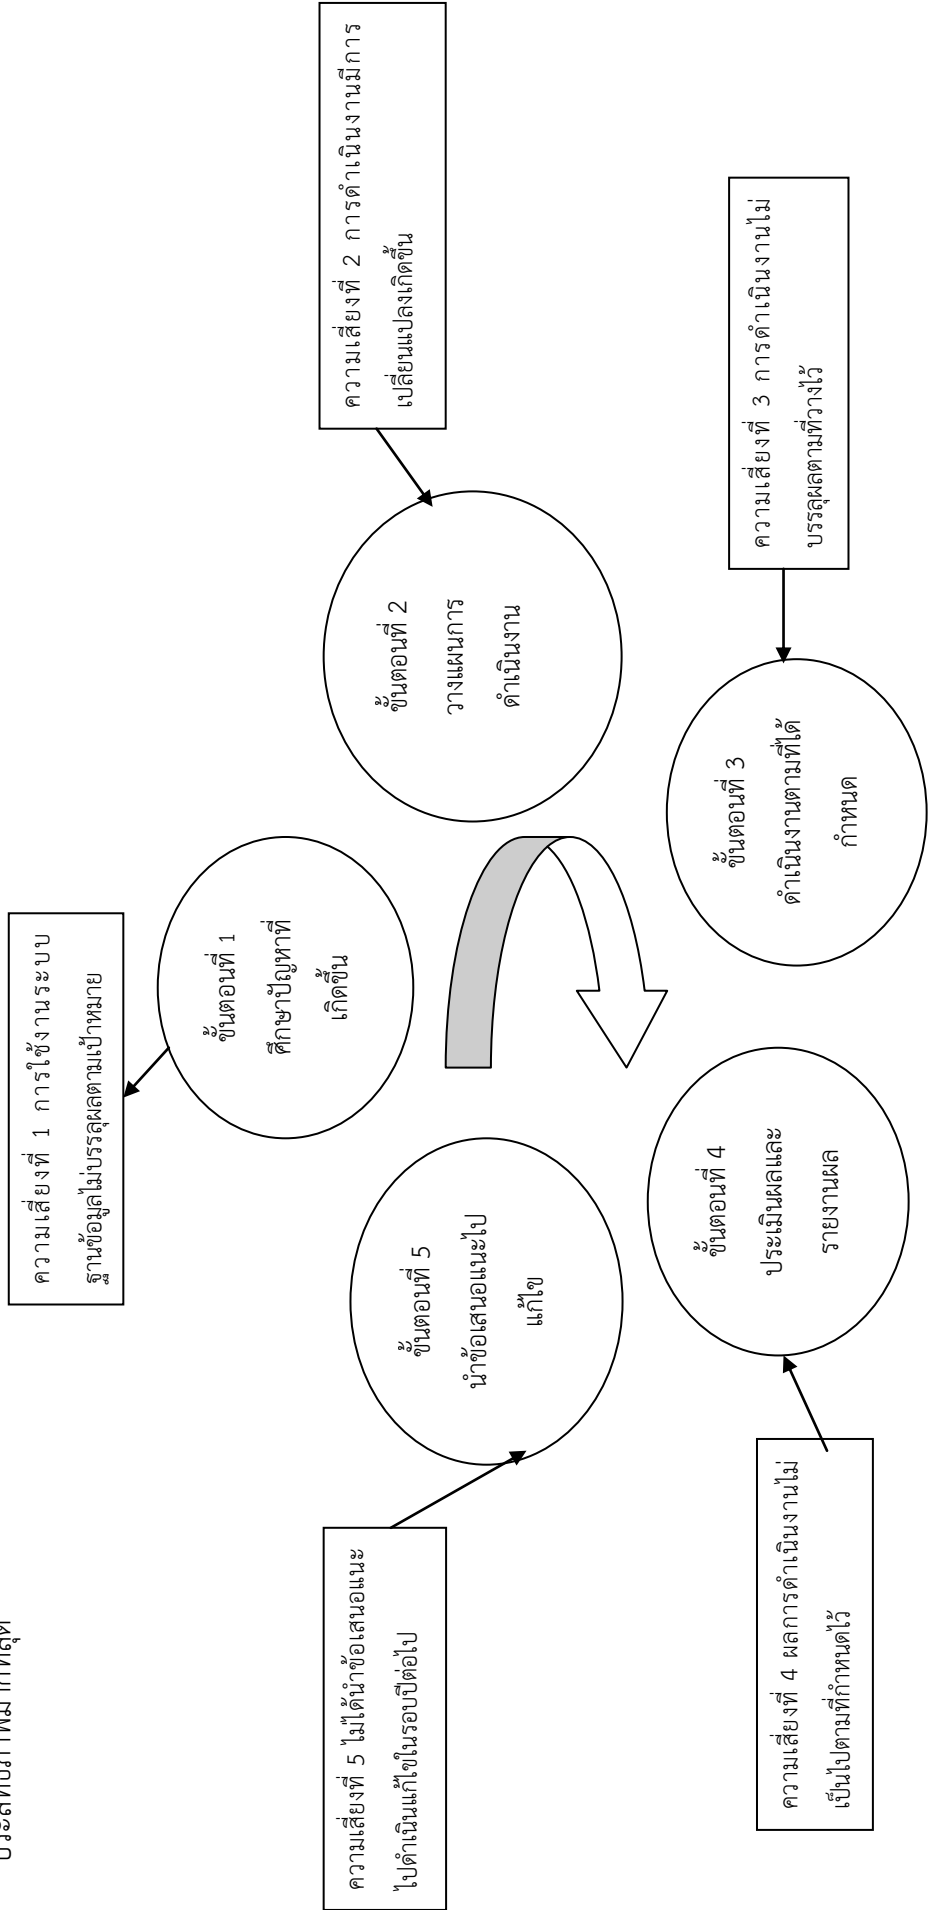 ประสิทธิภาพมากที่สุด
ความเสี่ยงที่ 1 การใช้งานระบบ
ฐานข้อมูลไม่บรรลุผลตามเป้าหมาย
ขั้นตอนที่ 1
ศึกษาปัญหาที่
เกิดขึ้น
ความเสี่ยงที่ 2 การดำเนินงานมีการ
เปลี่ยนแปลงเกิดขึ้น
ขั้นตอนที่ 2
วางแผนการ
ดำเนินงาน
ความเสี่ยงที่ 3 การดำเนินงานไม่
บรรลุผลตามที่วางไว้
ขั้นตอนที่ 3
ดำเนินงานตามที่ได้
กำหนด
ความเสี่ยงที่ 4 ผลการดำเนินงานไม่
เป็นไปตามที่กำหนดไว้
ขั้นตอนที่ 4
ประเมินผลและ
รายงานผล
ความเสี่ยงที่ 5 ไม่ได้นำข้อเสนอแนะ
ไปดำเนินแก้ไขในรอบปีต่อไป
ขั้นตอนที่ 5
นำข้อเสนอแนะไป
แก้ไข